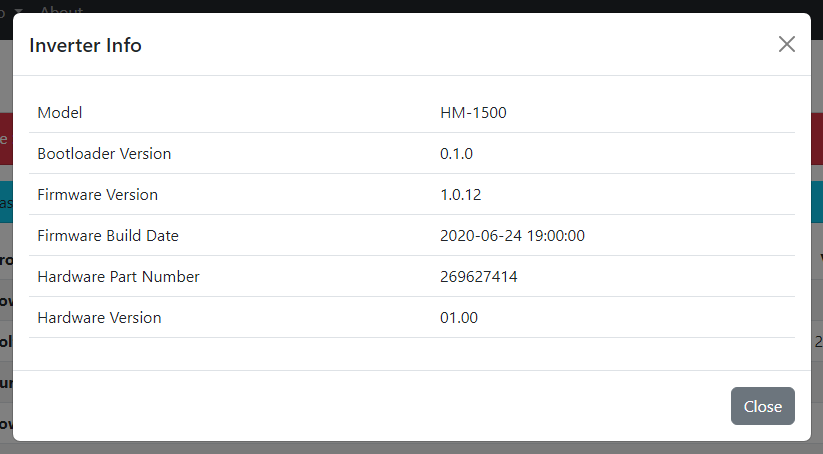 About
Inverter Info
Model HM-1500
Bootloader Version 0.1.0
Firmware Version 1.0.12
Firmware Build Date 2020-06-24 19:00:00
Hardware Part Number 269627414
Hardware Version 01.00
Close